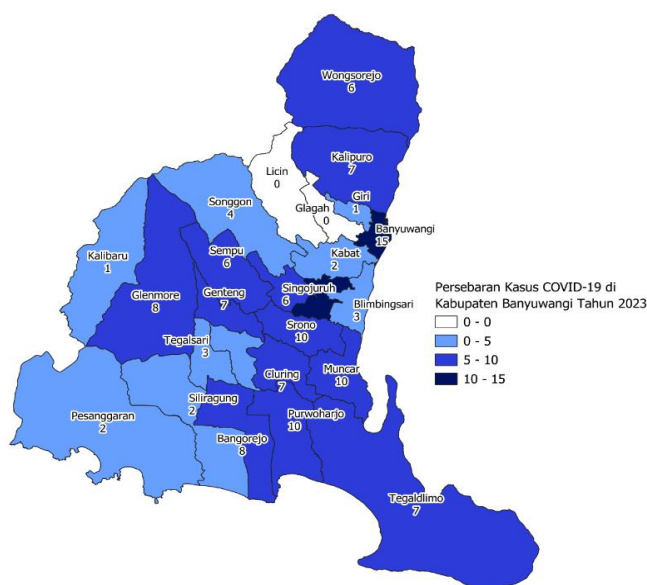 Wongsorejo
6
Kalipuro
7
Licin
0
Giri
1
Glagah
0
Songgon
4
Banyuwangi
15
Kabat
2
Sempu
6
Kalibaru
1
Singojuruh
6
Genteng
7
Glenmore
8
Blimbingsari
3
Srono
10
Tegalsari
3
Muncar
10
Cluring
7
Siliragung
2
Purwoharjo
10
Pesanggaran
2
Bangorejo
8
Tegaldlimo
7
Persebaran Kasus COVID-19 di
Kabupaten Banyuwangi Tahun 2023
0 - 0
0 - 5
5 - 10
10 - 15